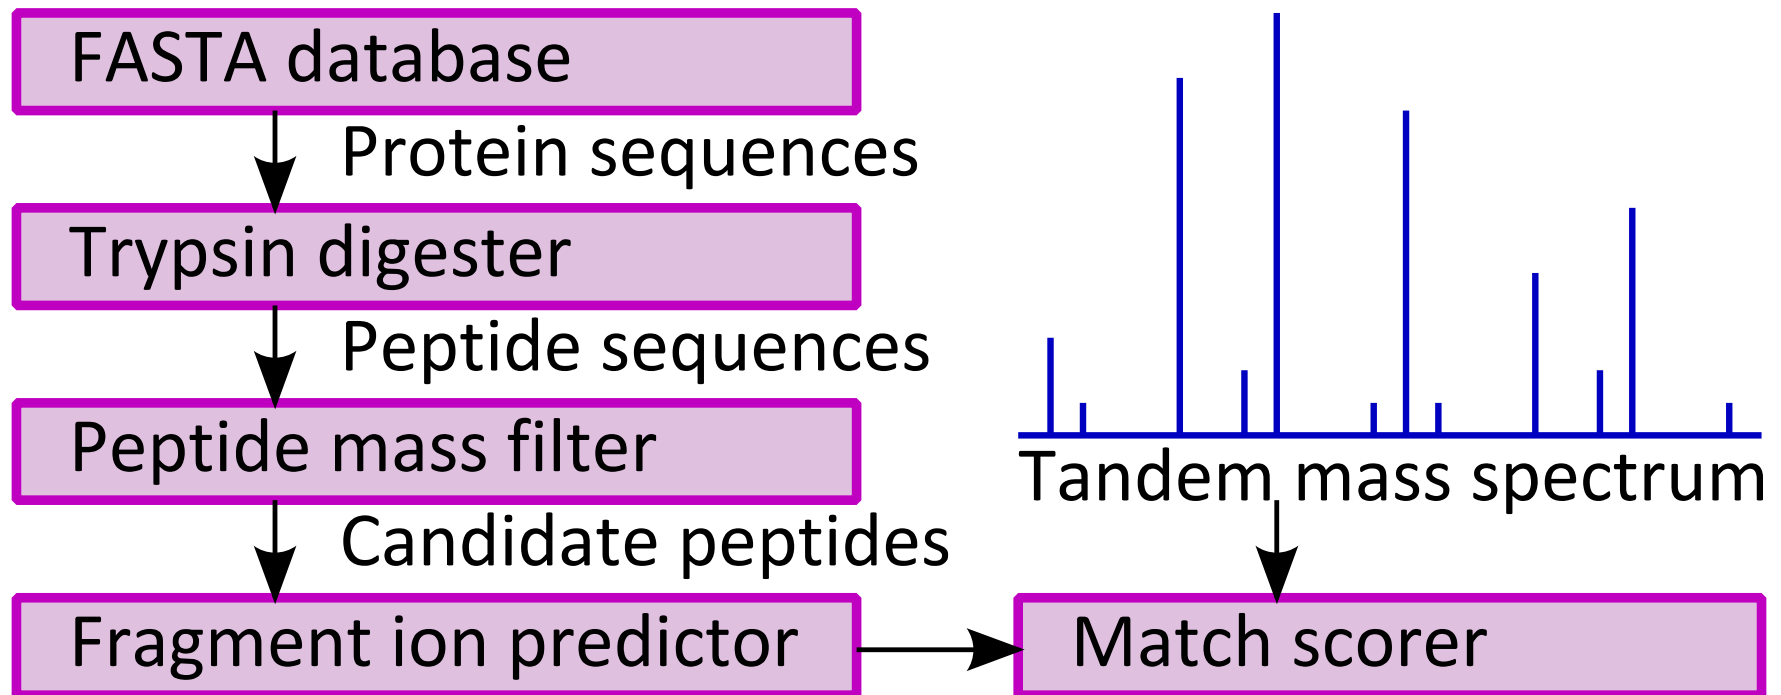 FASTA database
Protein sequences
Trypsin digester
Peptide sequences
Peptide mass filter
Candidate peptides
Fragment ion predictor
Tandem mass spectrum
Match scorer